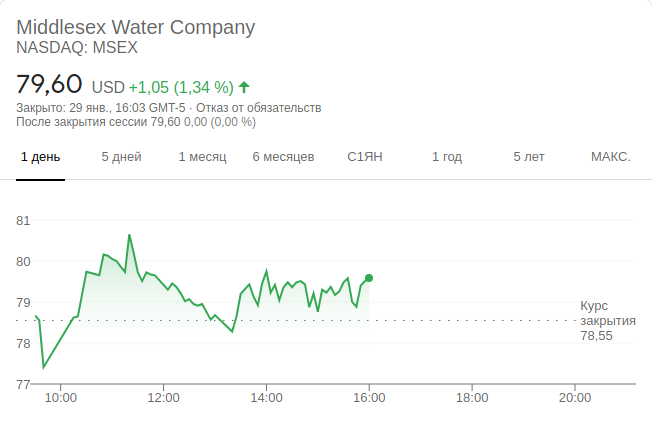 Middlesex Water Company
NASDAQ: MSEX
79,60 USD +1,05 (1,34 %)
Закрыто: 29 янв., 16:03 GMT-5 · Отказ от обязательств
После закрытия сессии 79,60 0,00 (0,00 %)
1 день 5 дней 1 месяц 6 месяцев С1ЯН 1 год 5 лет МАКС.
81
80
79
78
77
Курс
закрытия
78,55
10:00 12:00 14:00 16:00 18:00 20:00